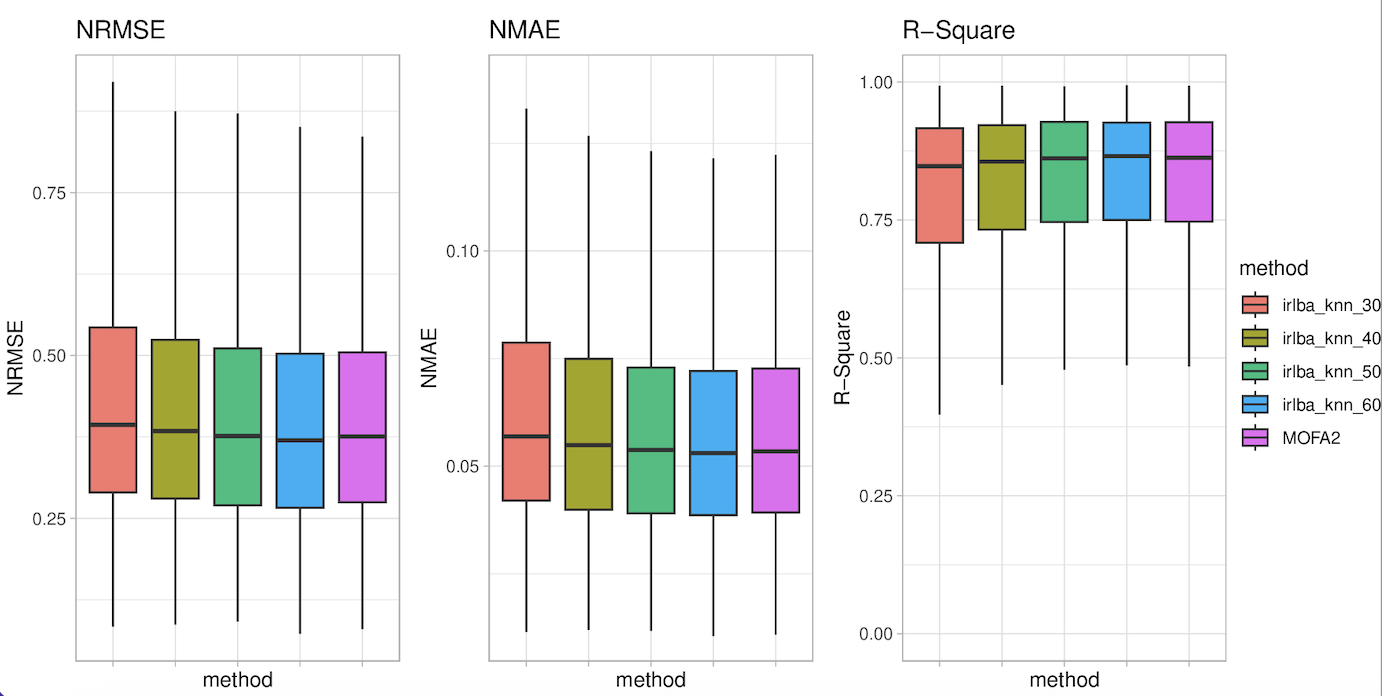 NRMSE
NMAE
R−Square
NRMSE
0.75
0.50
0.25
method
NMAE
0.10
0.05
method
R−Square
1.00
0.75
0.50
0.25
0.00
method
method
irlba_knn_30
irlba_knn_40
irlba_knn_50
irlba_knn_60
MOFA2